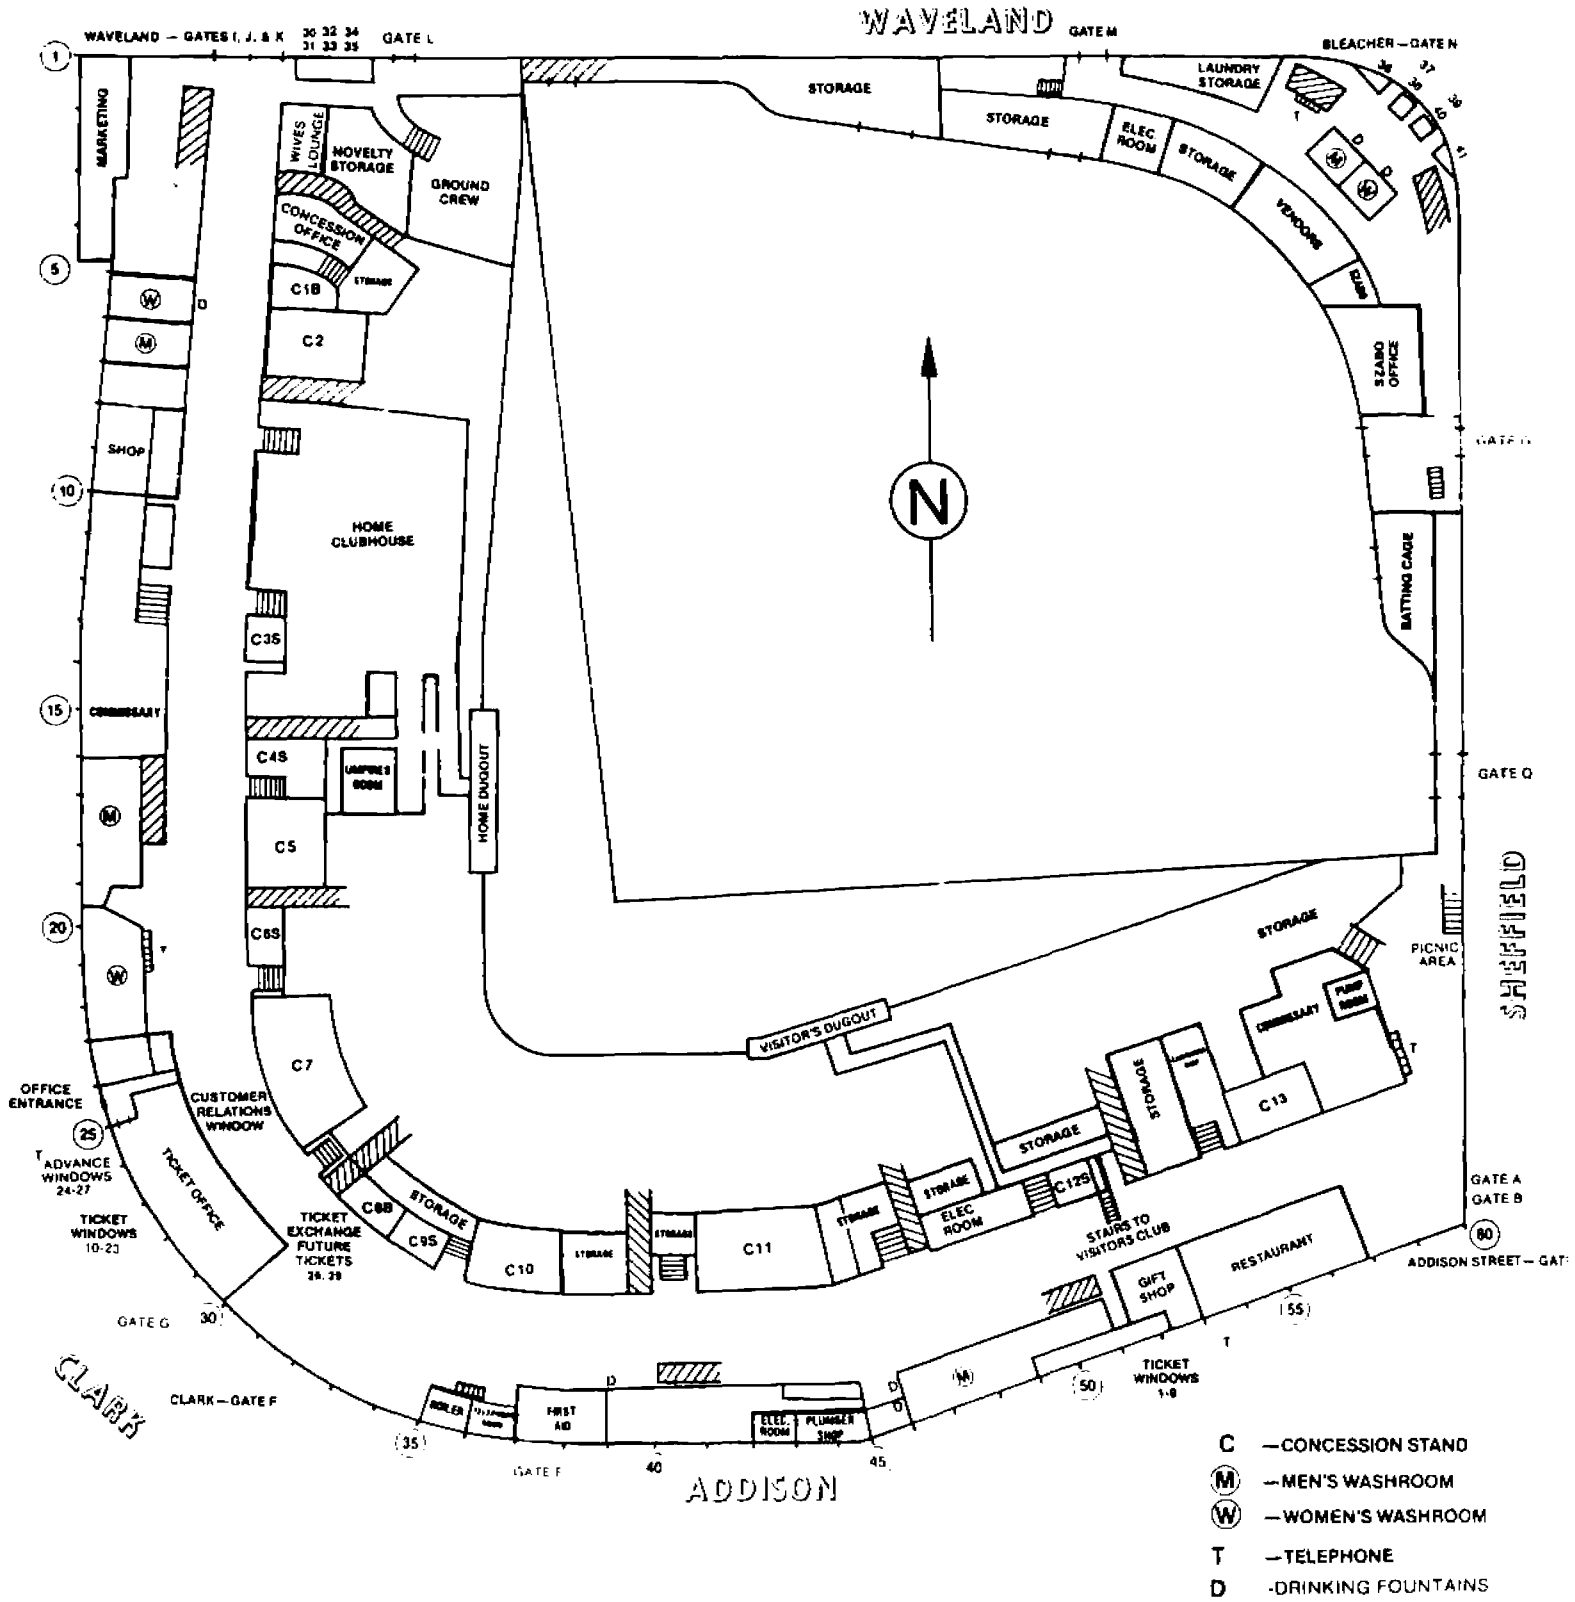 WAVELAND
WAVELAND – GATES I, J, & K
30 32 34
31 33 35
GATE L
GATE M
BLEACHER – GATE N
1
36
37
38
39
40
41
MARKETING
WIVES
LOUNGE
NOVELTY
STORAGE
GROUND
CREW
STORAGE
STORAGE
ELEC.
ROOM
STORAGE
LAUNDRY
STORAGE
T
D
D
M
W
VENDORS
CONCESSION
OFFICE
STORAGE
C1B
C2
5
W
D
M
SHOP
10
SZABO
OFFICE
N
HOME
CLUBHOUSE
BATTING CAGE
C3S
15
COMMISSARY
C4S
UMPIRES
ROOM
HOME DUGOUT
GATE Q
M
C5
20
C6S
T
W
STORAGE
PICNIC
AREA
SHEFFIELD
C7
VISITOR'S DUGOUT
COMMISSARY
PUMP
ROOM
T
OFFICE
ENTRANCE
CUSTOMER
RELATIONS
WINDOW
STORAGE
C13
25
T
ADVANCE
WINDOWS
24-27
TICKET OFFICE
STORAGE
C12S
STORAGE
ELEC
ROOM
GATE A
GATE B
TICKET
WINDOWS
10-23
TICKET
EXCHANGE
FUTURE
TICKETS
C8B
STORAGE
C9S
C10
STORAGE
STORAGE
C11
STORAGE
STAIRS TO
VISITORS CLUB
RESTAURANT
60
ADDISON STREET – GAT
GIFT
SHOP
55
GATE G
30
T
CLARK
CLARK – GATE F
TICKET
WINDOWS
1-8
50
M
D
D
D
BOILER
FIRST
AID
ELEC.
ROOM
PLUMBER
SHOP
35
GATE F
40
45
ADDISON
C – CONCESSION STAND
M – MEN'S WASHROOM
W – WOMEN'S WASHROOM
T – TELEPHONE
D -DRINKING FOUNTAINS